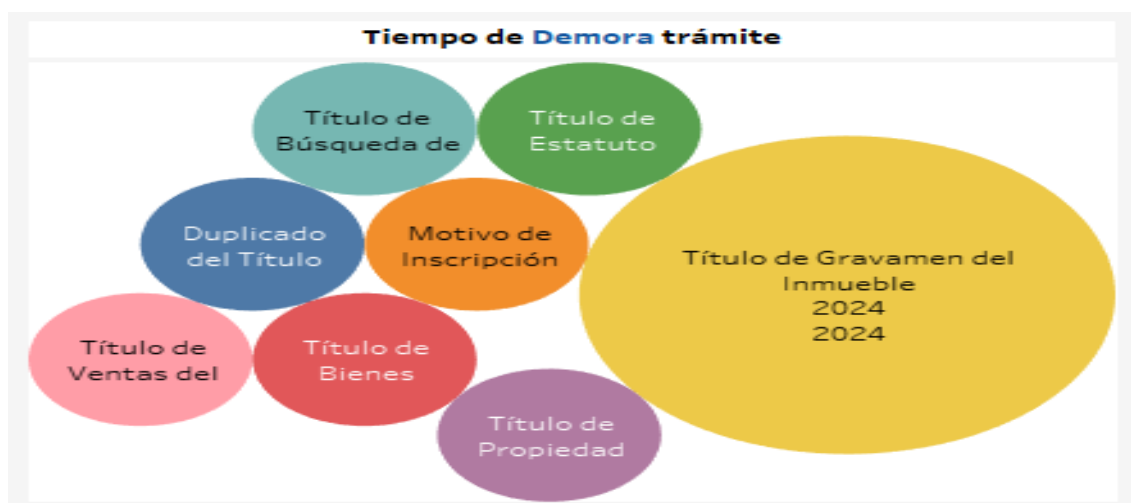 Tiempo de Demora trámite
Título de
Búsqueda de
Título de
Estatuto
Duplicado
del Título
Motivo de
Inscripción
Título de Gravamen del
Inmueble
2024
2024
Título de
Ventas del
Título de
Bienes
Título de
Propiedad